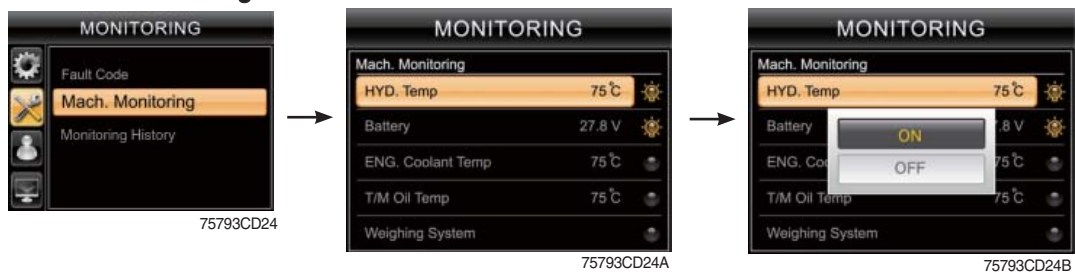 MONITORING
Fault Code
Mach. Monitoring
Monitoring History
75793CD24
MONITORING
Mach. Monitoring
HYD. Temp 75℃
Battery 27.8 V
ENG. Coolant Temp 75℃
T/M Oil Temp 75℃
Weighing System
75793CD24A
MONITORING
Mach. Monitoring
HYD. Temp 75℃
Battery .8 V
ON
ENG. Coo 75℃
OFF
T/M Oil Temp 75℃
Weighing System
75793CD24B